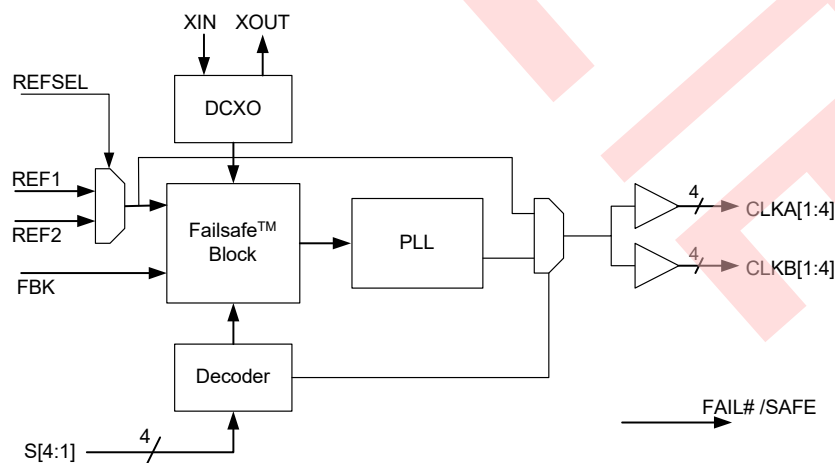 XIN XOUT
REFSEL
DCXO
REF1
REF2
FBK
Failsafe™
Block
PLL
4
CLKA[1:4]
4
CLKB[1:4]
Decoder
4
S[4:1]
FAIL# /SAFE